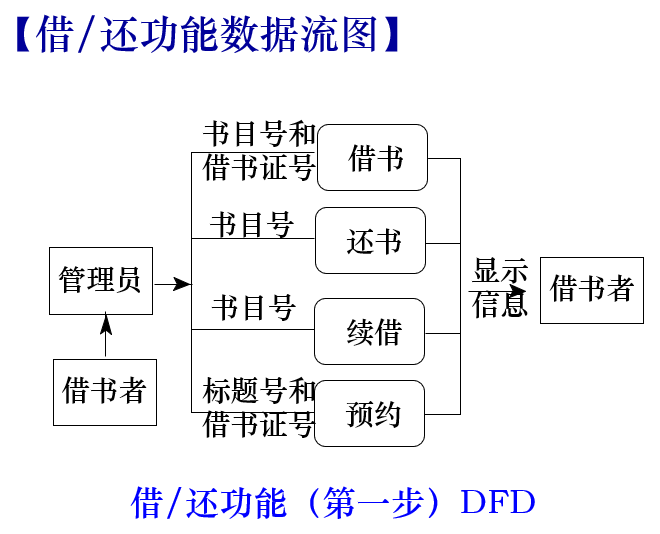 【借/还功能数据流图】
书目号和
借书证号
借书
书目号
还书
管理员
显示
信息
借书者
书目号
续借
借书者
标题号和
借书证号
预约
借/还功能（第一步）DFD